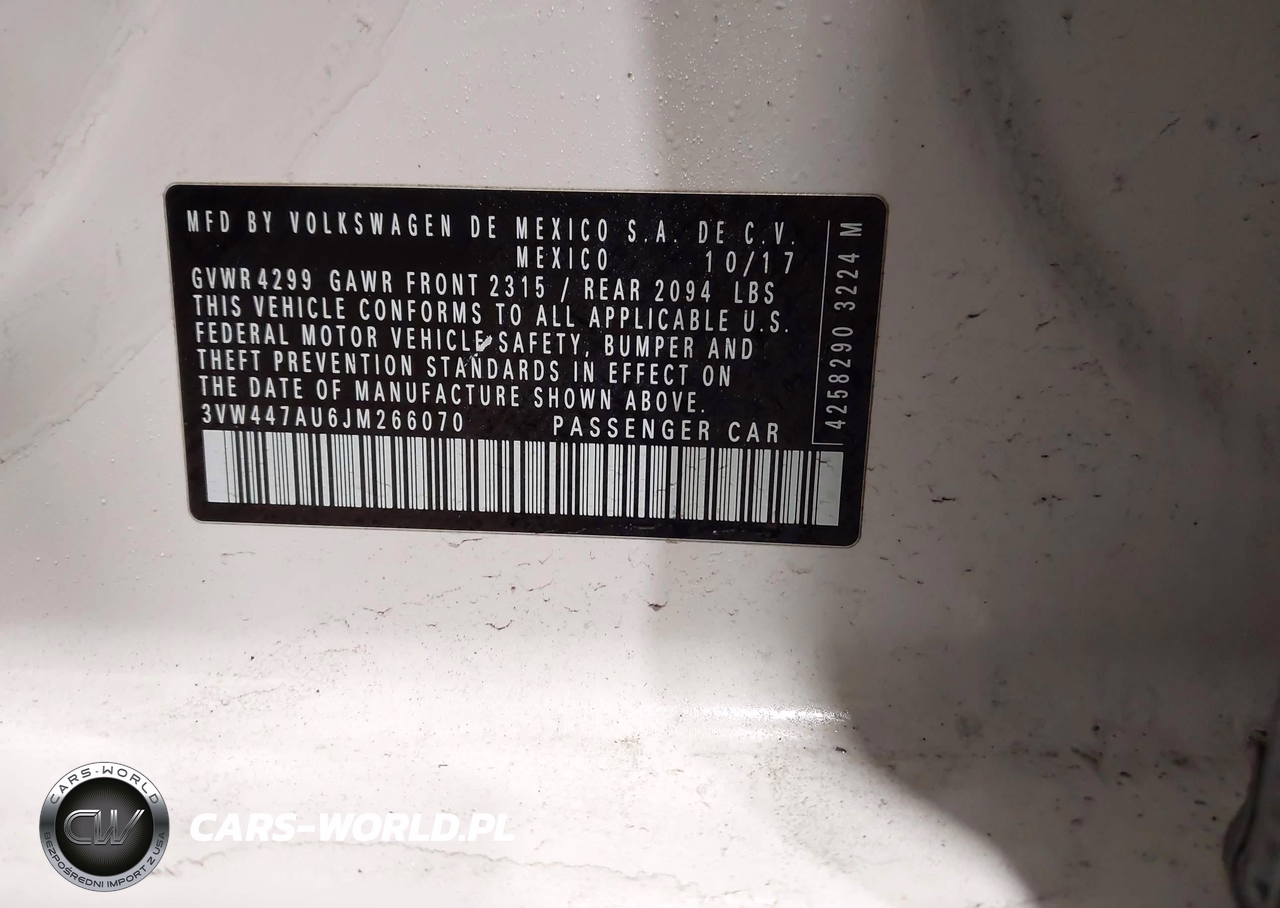 MFD BY VOLKSWAGEN DE MEXICO S.A. DE C.V.
MEXICO 10/17
GVWR 4299 GAWR FRONT 2315 / REAR 2094 LBS
THIS VEHICLE CONFORMS TO ALL APPLICABLE U.S.
FEDERAL MOTOR VEHICLE SAFETY, BUMPER AND
THEFT PREVENTION STANDARDS IN EFFECT ON
THE DATE OF MANUFACTURE SHOWN ABOVE.
3VW447AU6JM266070 PASSENGER CAR
4258290 3224 M
CARS-WORLD
CW
BEZPOŚREDNI IMPORT Z USA
CARS-WORLD.PL